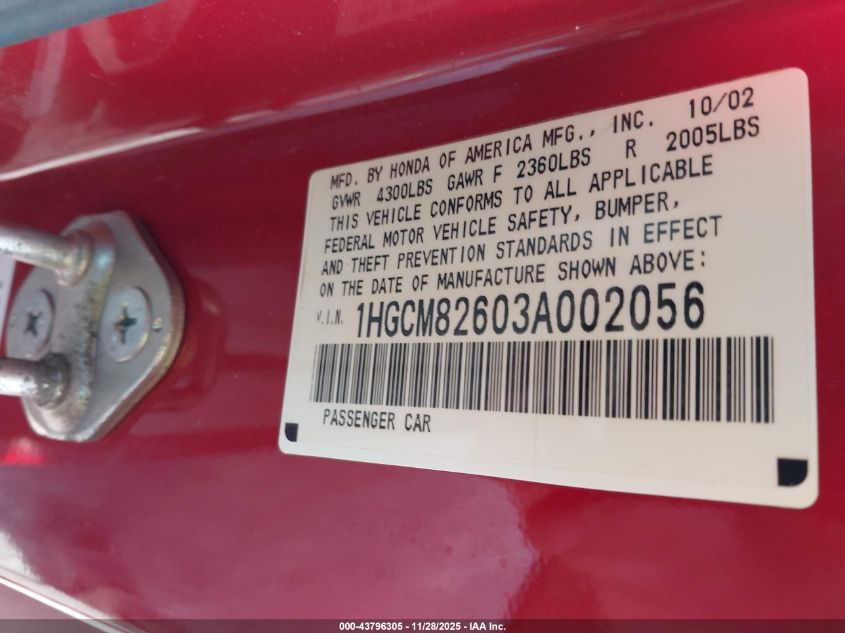 MFD. BY HONDA OF AMERICA MFG., INC. 10/02
GVWR 4300LBS GAWR F 2360LBS R 2005LBS
THIS VEHICLE CONFORMS TO ALL APPLICABLE
FEDERAL MOTOR VEHICLE SAFETY, BUMPER,
AND THEFT PREVENTION STANDARDS IN EFFECT
ON THE DATE OF MANUFACTURE SHOWN ABOVE:
V.I.N. 1HGCM82603A002056
PASSENGER CAR
000-43796305 - 11/28/2025 - IAA Inc.